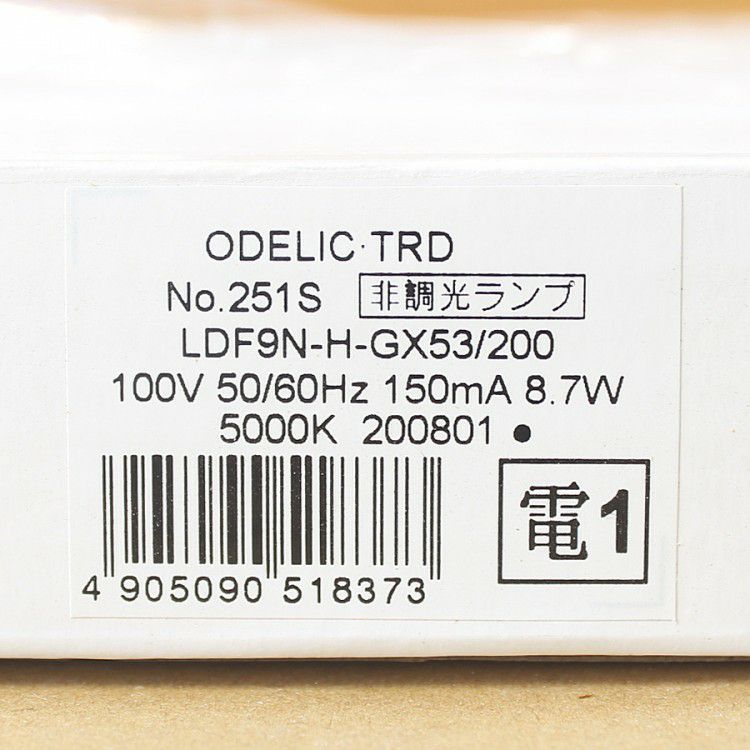 ODELIC·TRD
No.251S 非調光ランプ
LDF9N-H-GX53/200
100V 50/60Hz 150mA 8.7W
5000K 200801 ●
電1
4 905090 518373